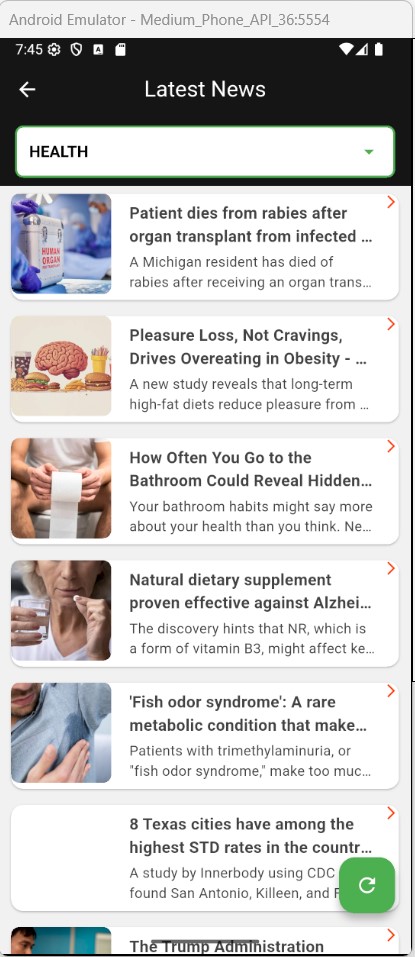 Android Emulator - Medium_Phone_API_36:5554
7:45
Latest News
HEALTH
HUMAN
ORGAN
Patient dies from rabies after
organ transplant from infected ...
A Michigan resident has died of
rabies after receiving an organ trans...
Pleasure Loss, Not Cravings,
Drives Overeating in Obesity - ...
A new study reveals that long-term
high-fat diets reduce pleasure from ...
How Often You Go to the
Bathroom Could Reveal Hidden...
Your bathroom habits might say more
about your health than you think. Ne...
Natural dietary supplement
proven effective against Alzhei...
The discovery hints that NR, which is
a form of vitamin B3, might affect ke...
'Fish odor syndrome': A rare
metabolic condition that make...
Patients with trimethylaminuria, or
"fish odor syndrome," make too muc...
8 Texas cities have among the
highest STD rates in the countr...
A study by Innerbody using CDC
found San Antonio, Killeen, and
The Trump Administration